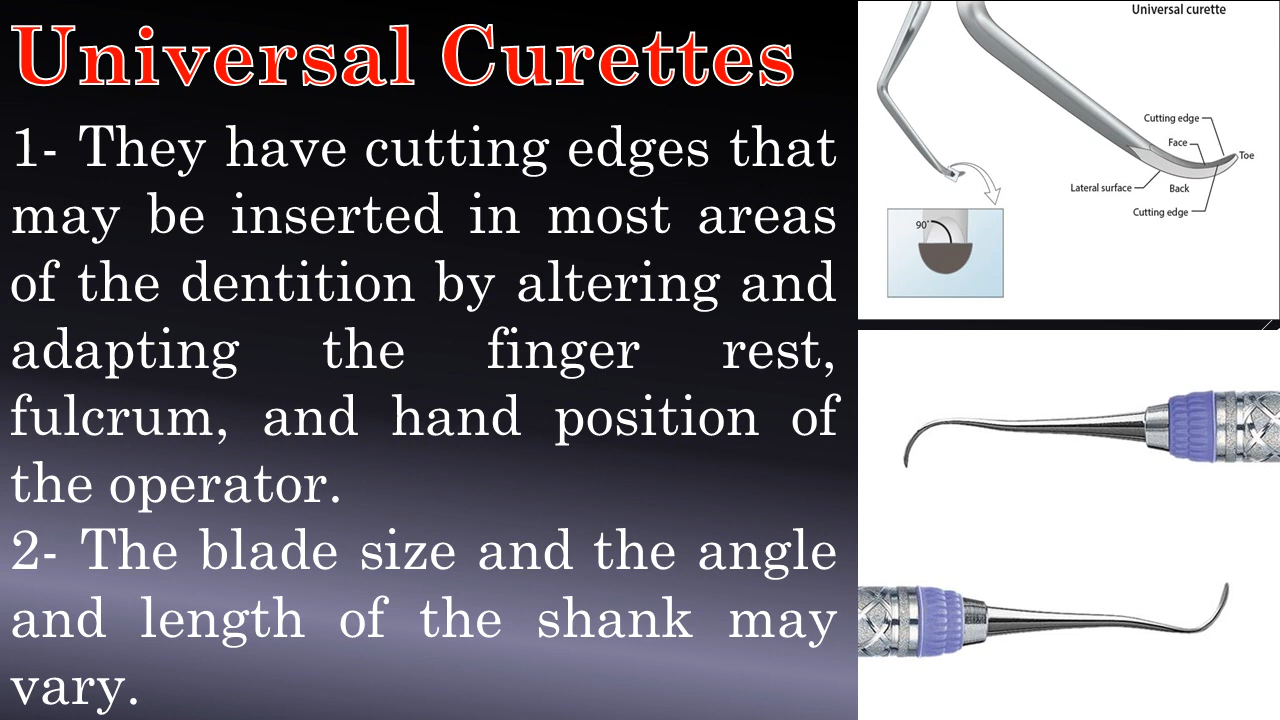 Universal Curettes
1- They have cutting edges that
may be inserted in most areas
of the dentition by altering and
adapting the finger rest,
fulcrum, and hand position of
the operator.
2- The blade size and the angle
and length of the shank may
vary.
Universal curette
Cutting edge
Face
Toe
Lateral surface
Back
Cutting edge
90°